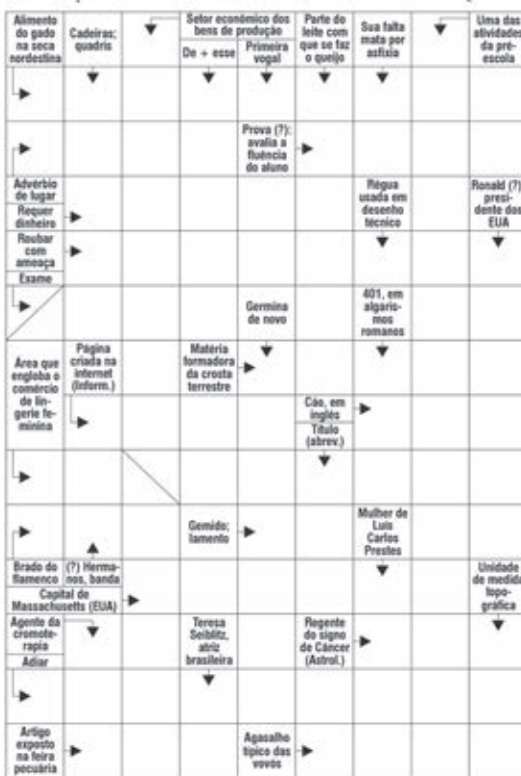 Alimento
do gado
na seca
nordestina
Cadeiras;
quadris
Setor econômico dos
bens de produção
De + esse
Primeira
vogal
Parte do
leite com
que se faz
o queijo
Sua falta
mata por
asfixia
Uma das
atividades
da pré-
escola
Prova (?):
avalia a
fluência
do aluno
Advérbio
de lugar
Requer
dinheiro
Régua
usada em
desenho
técnico
Ronald (?),
presi-
dente dos
EUA
Roubar
com
ameaça
Exame
Germina
de novo
401, em
algaris-
mos
romanos
Área que
engloba o
comércio
de lin-
gerie fe-
minina
Página
criada na
internet
(Inform.)
Matéria
formadora
da crosta
terrestre
Cão, em
inglês
Título
(abrev.)
Gemido;
lamento
Mulher de
Luís
Carlos
Prestes
Brado do
flamenco
(?) Herma-
nos, banda
Capital de
Massachusetts (EUA)
Unidade
de medida
topo-
gráfica
Agente da
cromote-
rapia
Adiar
Teresa
Seiblitz,
atriz
brasileira
Regente
do signo
de Câncer
(Astrol.)
Artigo
exposto
na feira
pecuária
Agasalho
típico das
vovós